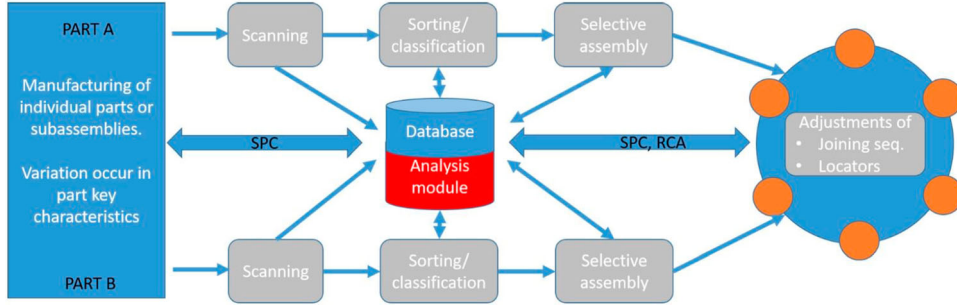 PART A
Manufacturing of
individual parts or
subassemblies.
Variation occur in
part key
characteristics
PART B
Scanning
Sorting/
classification
Selective
assembly
SPC
Database
Analysis
module
SPC, RCA
Adjustments of
• Joining seq.
• Locators
Scanning
Sorting/
classification
Selective
assembly